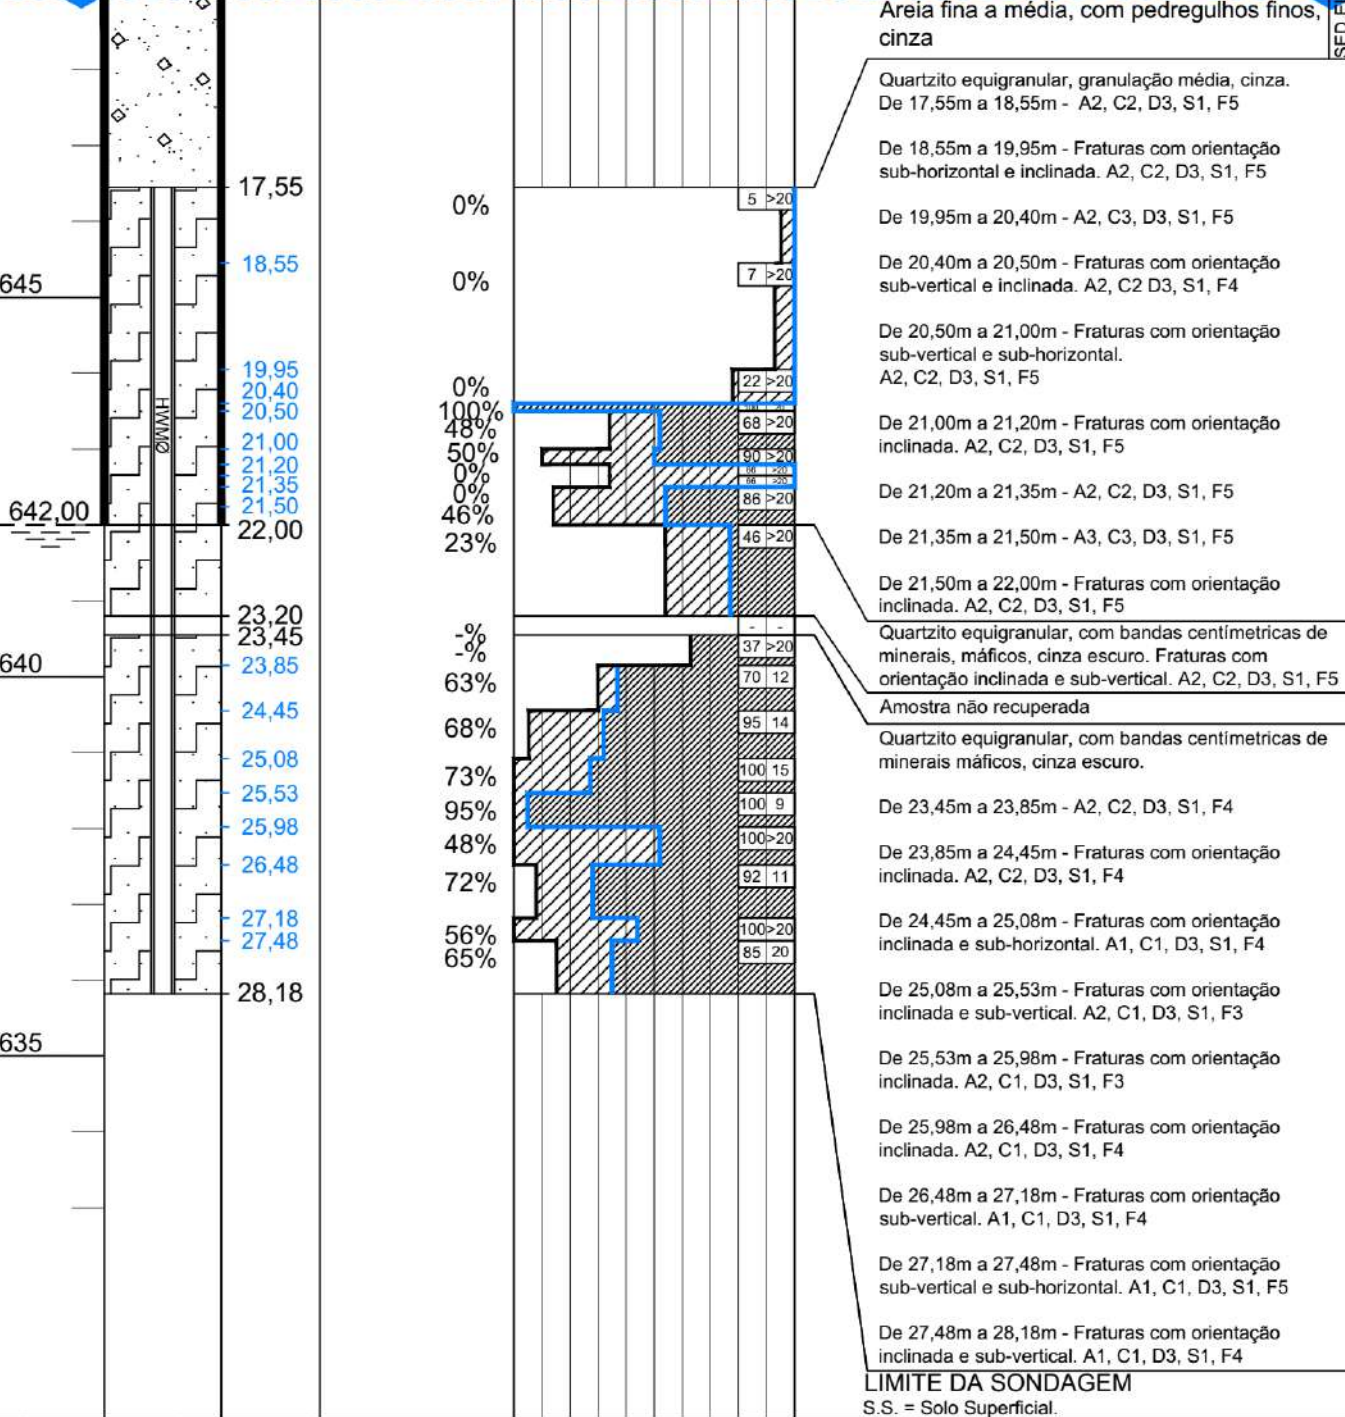 Areia fina a média, com pedregulhos finos,
cinza
Quartzito equigranular, granulação média, cinza.
De 17,55m a 18,55m - A2, C2, D3, S1, F5
De 18,55m a 19,95m - Fraturas com orientação
sub-horizontal e inclinada. A2, C2, D3, S1, F5
De 19,95m a 20,40m - A2, C3, D3, S1, F5
De 20,40m a 20,50m - Fraturas com orientação
sub-vertical e inclinada. A2, C2 D3, S1, F4
De 20,50m a 21,00m - Fraturas com orientação
sub-vertical e sub-horizontal.
A2, C2, D3, S1, F5
De 21,00m a 21,20m - Fraturas com orientação
inclinada. A2, C2, D3, S1, F5
De 21,20m a 21,35m - A2, C2, D3, S1, F5
De 21,35m a 21,50m - A3, C3, D3, S1, F5
De 21,50m a 22,00m - Fraturas com orientação
inclinada. A2, C2, D3, S1, F5
Quartzito equigranular, com bandas centímetricas de
minerais, máficos, cinza escuro. Fraturas com
orientação inclinada e sub-vertical. A2, C2, D3, S1, F5
Amostra não recuperada
Quartzito equigranular, com bandas centímetricas de
minerais máficos, cinza escuro.
De 23,45m a 23,85m - A2, C2, D3, S1, F4
De 23,85m a 24,45m - Fraturas com orientação
inclinada. A2, C2, D3, S1, F4
De 24,45m a 25,08m - Fraturas com orientação
inclinada e sub-horizontal. A1, C1, D3, S1, F4
De 25,08m a 25,53m - Fraturas com orientação
inclinada e sub-vertical. A2, C1, D3, S1, F3
De 25,53m a 25,98m - Fraturas com orientação
inclinada. A2, C1, D3, S1, F3
De 25,98m a 26,48m - Fraturas com orientação
inclinada. A2, C1, D3, S1, F4
De 26,48m a 27,18m - Fraturas com orientação
sub-vertical. A1, C1, D3, S1, F4
De 27,18m a 27,48m - Fraturas com orientação
sub-vertical e sub-horizontal. A1, C1, D3, S1, F5
De 27,48m a 28,18m - Fraturas com orientação
inclinada e sub-vertical. A1, C1, D3, S1, F4
LIMITE DA SONDAGEM
S.S. = Solo Superficial.
645
642,00
640
635
HWMØ
17,55
18,55
19,95
20,40
20,50
21,00
21,20
21,35
21,50
22,00
23,20
23,45
23,85
24,45
25,08
25,53
25,98
26,48
27,18
27,48
28,18
0%
0%
0%
100%
48%
50%
0%
0%
46%
23%
-%
-%
63%
68%
73%
95%
48%
72%
56%
65%
5 >20
7 >20
22 >20
68 >20
90 >20
66 >20
66 >20
86 >20
46 >20
- -
37 >20
70 12
95 14
100 15
100 9
100 >20
92 11
100 >20
85 20